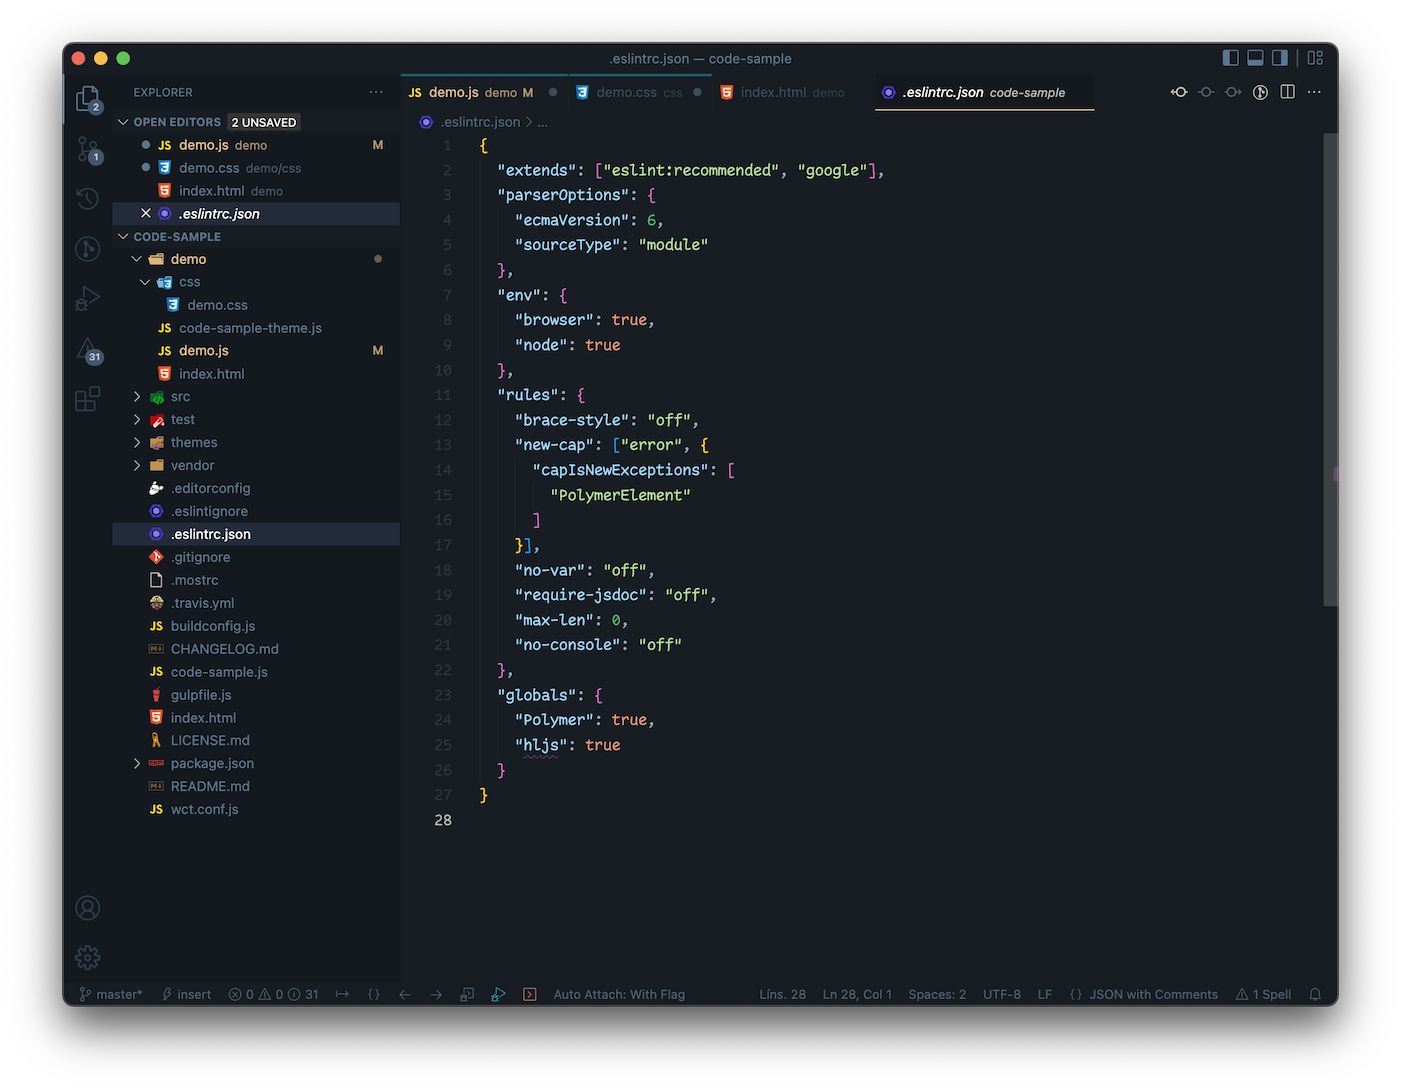 .eslintrc.json — code-sample
EXPLORER
OPEN EDITORS 2 UNSAVED
JS demo.js demo M
demo.css demo/css
index.html demo
.eslintrc.json
CODE-SAMPLE
demo
css
demo.css
JS code-sample-theme.js
JS demo.js M
index.html
src
test
themes
vendor
.editorconfig
.eslintignore
.eslintrc.json
.gitignore
.mostrc
.travis.yml
JS buildconfig.js
CHANGELOG.md
JS code-sample.js
gulpfile.js
index.html
LICENSE.md
package.json
README.md
JS wct.conf.js
2
1
31
JS demo.js demo M
demo.css css
index.html demo
.eslintrc.json code-sample
.eslintrc.json > ...
1 {
2 "extends": ["eslint:recommended", "google"],
3 "parserOptions": {
4 "ecmaVersion": 6,
5 "sourceType": "module"
6 },
7 "env": {
8 "browser": true,
9 "node": true
10 },
11 "rules": {
12 "brace-style": "off",
13 "new-cap": ["error", {
14 "capIsNewExceptions": [
15 "PolymerElement"
16 ]
17 }],
18 "no-var": "off",
19 "require-jsdoc": "off",
20 "max-len": 0,
21 "no-console": "off"
22 },
23 "globals": {
24 "Polymer": true,
25 "hljs": true
26 }
27 }
28
master* insert 0 0 31 {} Auto Attach: With Flag Líns. 28 Ln 28, Col 1 Spaces: 2 UTF-8 LF {} JSON with Comments 1 Spell